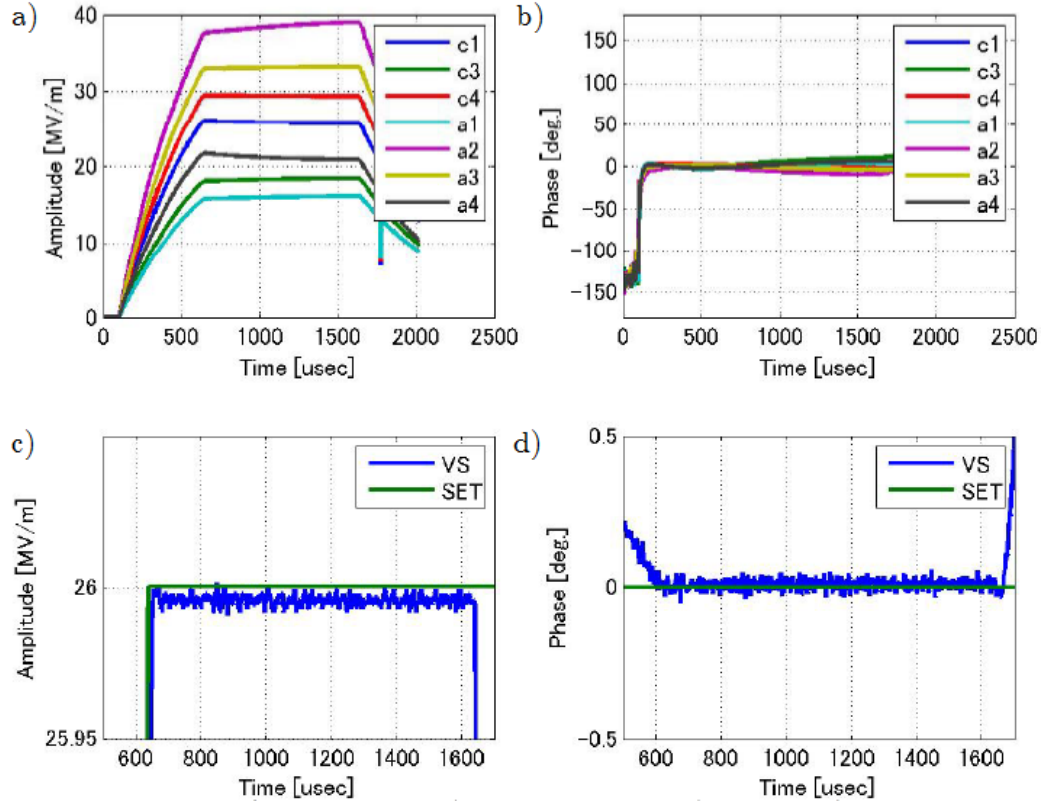 a)
Amplitude [MV/m]
40
30
20
10
0
0 500 1000 1500 2000 2500
Time [usec]
c1
c3
c4
a1
a2
a3
a4
b)
Phase [deg.]
150
100
50
0
−50
−100
−150
0 500 1000 1500 2000 2500
Time [usec]
c1
c3
c4
a1
a2
a3
a4
c)
Amplitude [MV/m]
26
25.95
600 800 1000 1200 1400 1600
Time [usec]
VS
SET
d)
Phase [deg.]
0.5
0
−0.5
600 800 1000 1200 1400 1600
Time [usec]
VS
SET